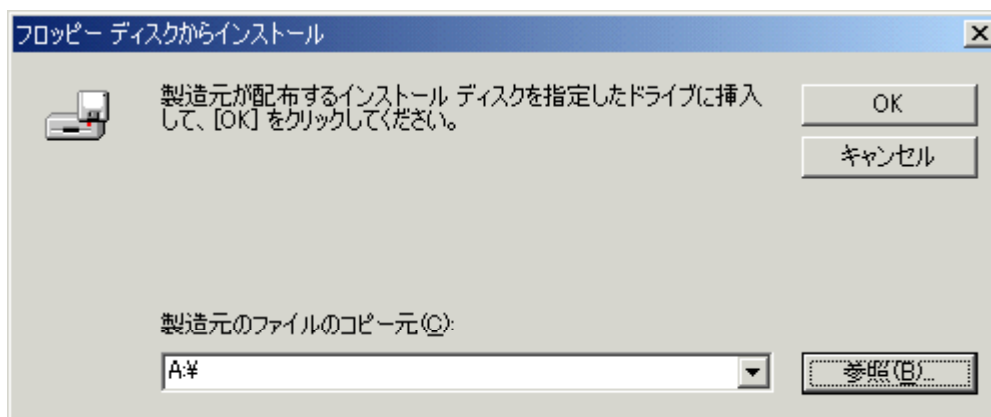 フロッピー ディスクからインストール
製造元が配布するインストール ディスクを指定したドライブに挿入
して、[OK] をクリックしてください。
OK
キャンセル
製造元のファイルのコピー元(C):
A:¥
参照(B)...